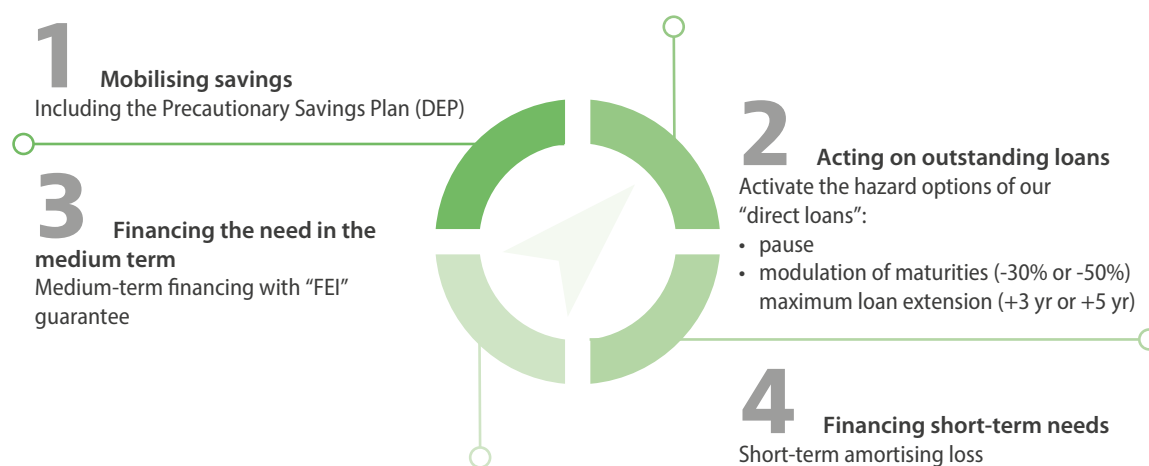 1 Mobilising savings
Including the Precautionary Savings Plan (DEP)
2 Acting on outstanding loans
Activate the hazard options of our
“direct loans”:
• pause
• modulation of maturities (-30% or -50%)
maximum loan extension (+3 yr or +5 yr)
3 Financing the need in the
medium term
Medium-term financing with “FEI”
guarantee
4 Financing short-term needs
Short-term amortising loss